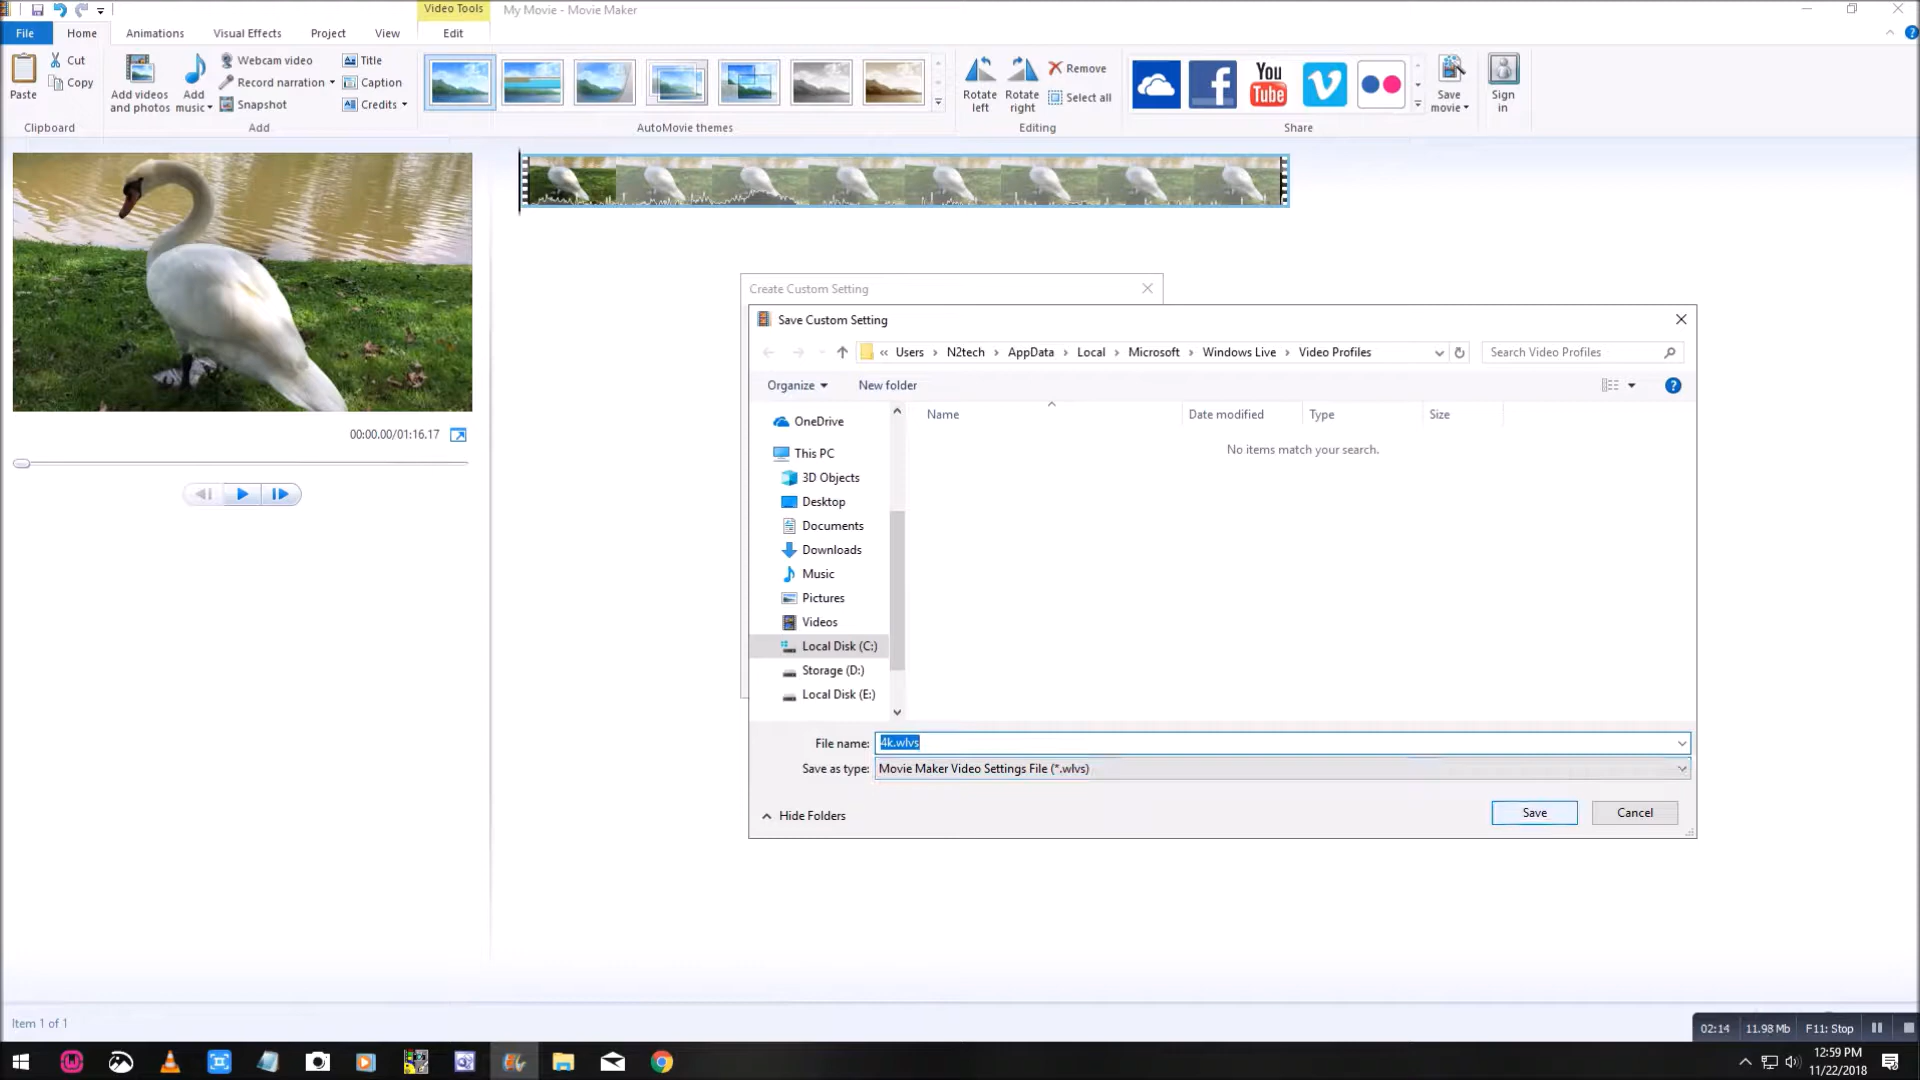 Video Tools
My Movie - Movie Maker
File
Home
Animations
Visual Effects
Project
View
Edit
Paste
Cut
Copy
Clipboard
Add videos
and photos
Add
music
Webcam video
Record narration
Snapshot
Title
Caption
Credits
Add
AutoMovie themes
Rotate
left
Rotate
right
Remove
Select all
Editing
You
Tube
Share
Save
movie
Sign
in
00:00.00/01:16.17
Create Custom Setting
Save Custom Setting
« Users › N2tech › AppData › Local › Microsoft › Windows Live › Video Profiles
Search Video Profiles
Organize
New folder
Name
Date modified
Type
Size
No items match your search.
OneDrive
This PC
3D Objects
Desktop
Documents
Downloads
Music
Pictures
Videos
Local Disk (C:)
Storage (D:)
Local Disk (E:)
File name: 4k.wlvs
Save as type: Movie Maker Video Settings File (*.wlvs)
Hide Folders
Save
Cancel
Item 1 of 1
02:14
11.98 Mb
F11: Stop
12:59 PM
11/22/2018